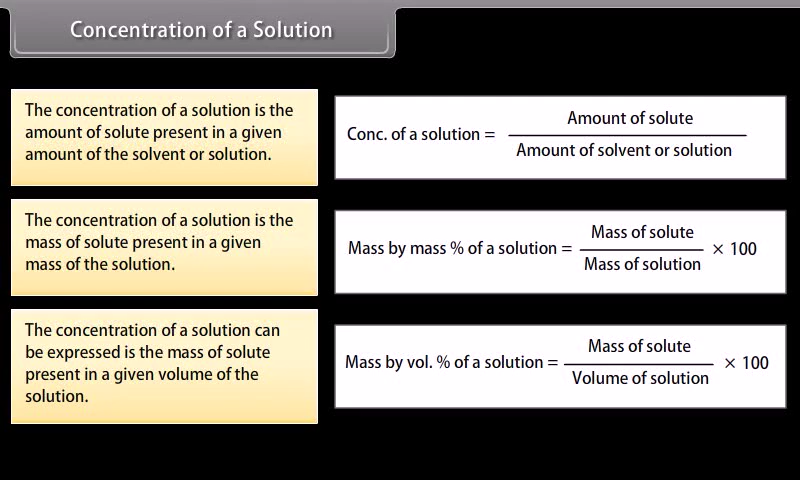 Concentration of a Solution
The concentration of a solution is the
amount of solute present in a given
amount of the solvent or solution.
Conc. of a solution = Amount of solute
Amount of solvent or solution
The concentration of a solution is the
mass of solute present in a given
mass of the solution.
Mass by mass % of a solution = Mass of solute × 100
Mass of solution
The concentration of a solution can
be expressed is the mass of solute
present in a given volume of the
solution.
Mass by vol. % of a solution = Mass of solute × 100
Volume of solution